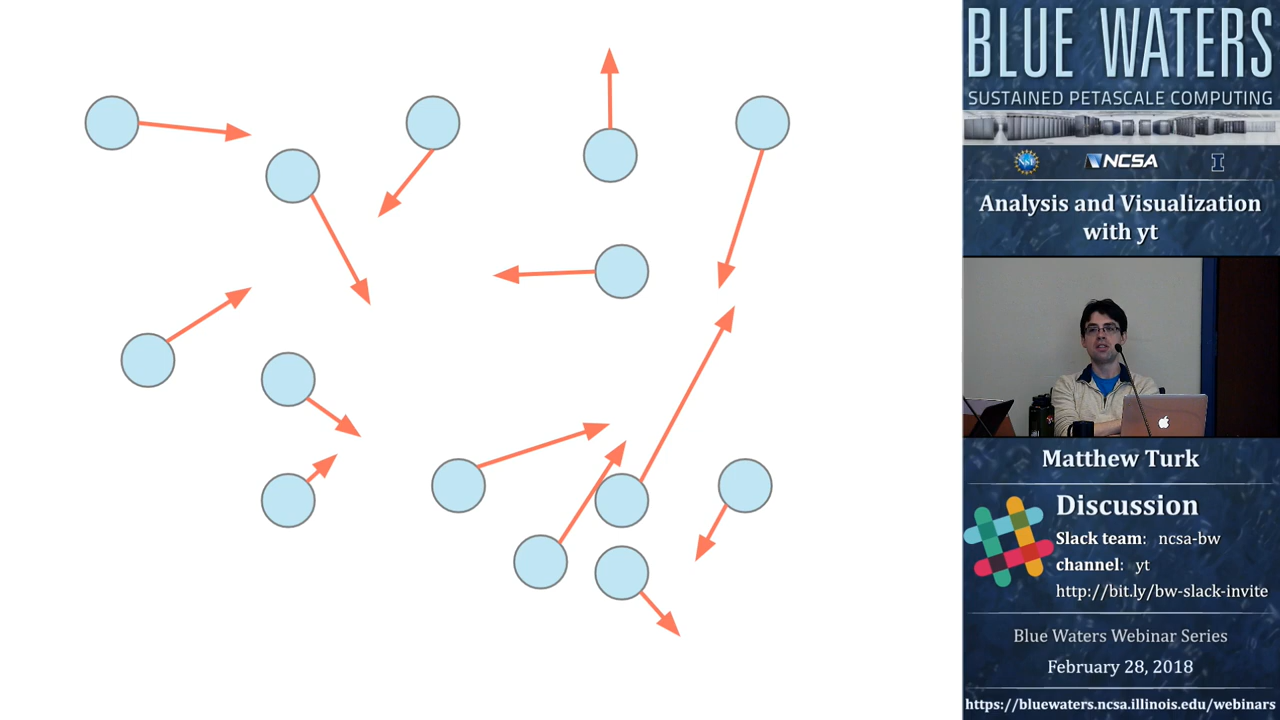 BLUE WATERS
SUSTAINED PETASCALE COMPUTING
NSF NCSA I
Analysis and Visualization
with yt
Matthew Turk
Discussion
Slack team: ncsa-bw
channel: yt
http://bit.ly/bw-slack-invite
Blue Waters Webinar Series
February 28, 2018
https://bluewaters.ncsa.illinois.edu/webinars